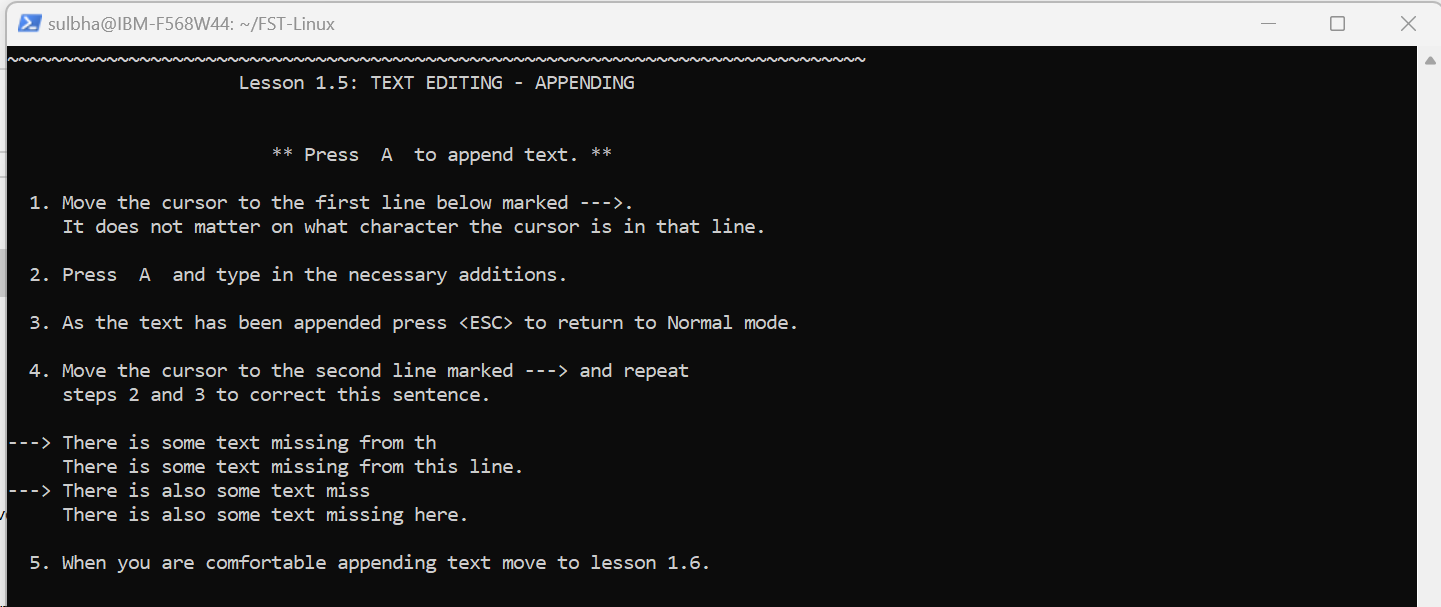 sulbha@IBM-F568W44: ~/FST-Linux
~~~~~~~~~~~~~~~~~~~~~~~~~~~~~~~~~~~~~~~~~~~~~~~~~~~~~~~~~~~~~~~~~~~~~~~~~~~~~~
Lesson 1.5: TEXT EDITING - APPENDING
** Press  A  to append text. **
1. Move the cursor to the first line below marked --->.
It does not matter on what character the cursor is in that line.
2. Press  A  and type in the necessary additions.
3. As the text has been appended press <ESC> to return to Normal mode.
4. Move the cursor to the second line marked ---> and repeat
steps 2 and 3 to correct this sentence.
---> There is some text missing from th
There is some text missing from this line.
---> There is also some text miss
There is also some text missing here.
5. When you are comfortable appending text move to lesson 1.6.